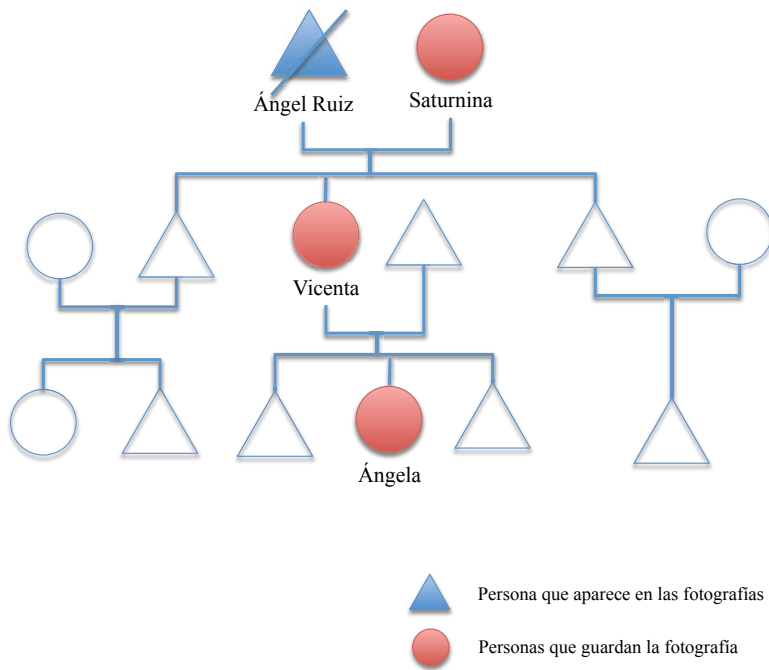 Ángel Ruiz
Saturnina
Vicenta
Ángela
Persona que aparece en las fotografías
Personas que guardan la fotografía